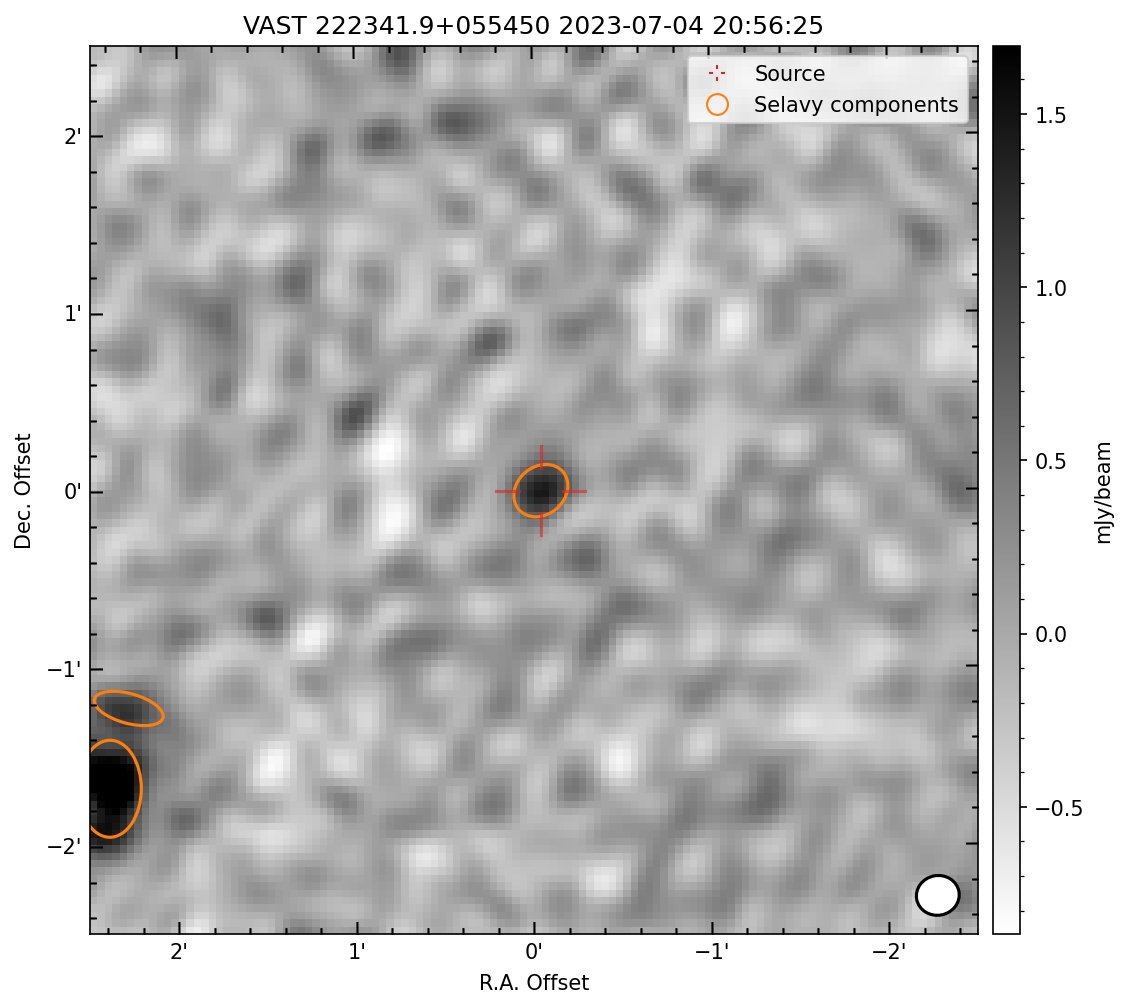 VAST 222341.9+055450 2023-07-04 20:56:25
Source
Selavy components
2'
1'
0'
−1'
−2'
Dec. Offset
2'
1'
0'
−1'
−2'
R.A. Offset
1.5
1.0
0.5
0.0
−0.5
mJy/beam